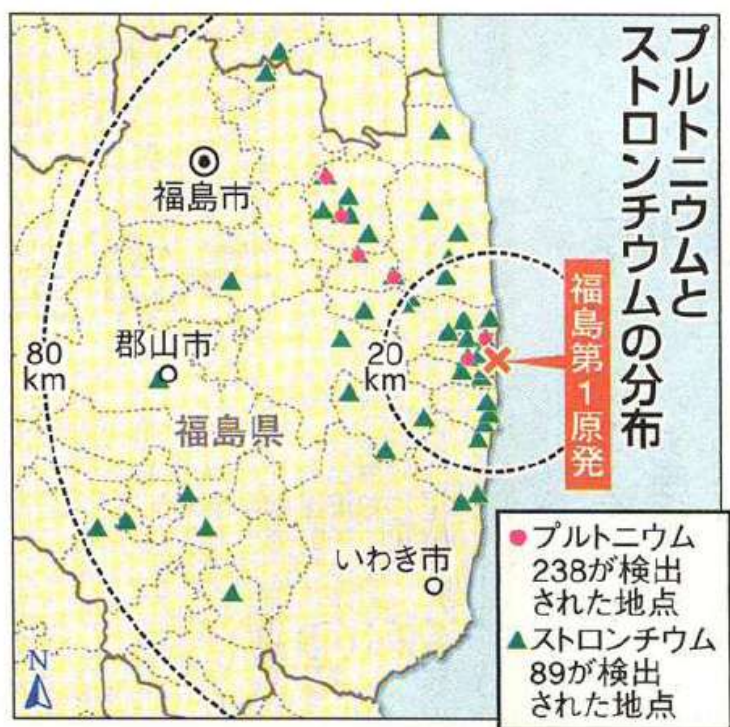 プルトニウムと
ストロンチウムの分布
福島市
郡山市
80
km
20
km
福島第1原発
福島県
いわき市
プルトニウム
238が検出
された地点
ストロンチウム
89が検出
された地点
N